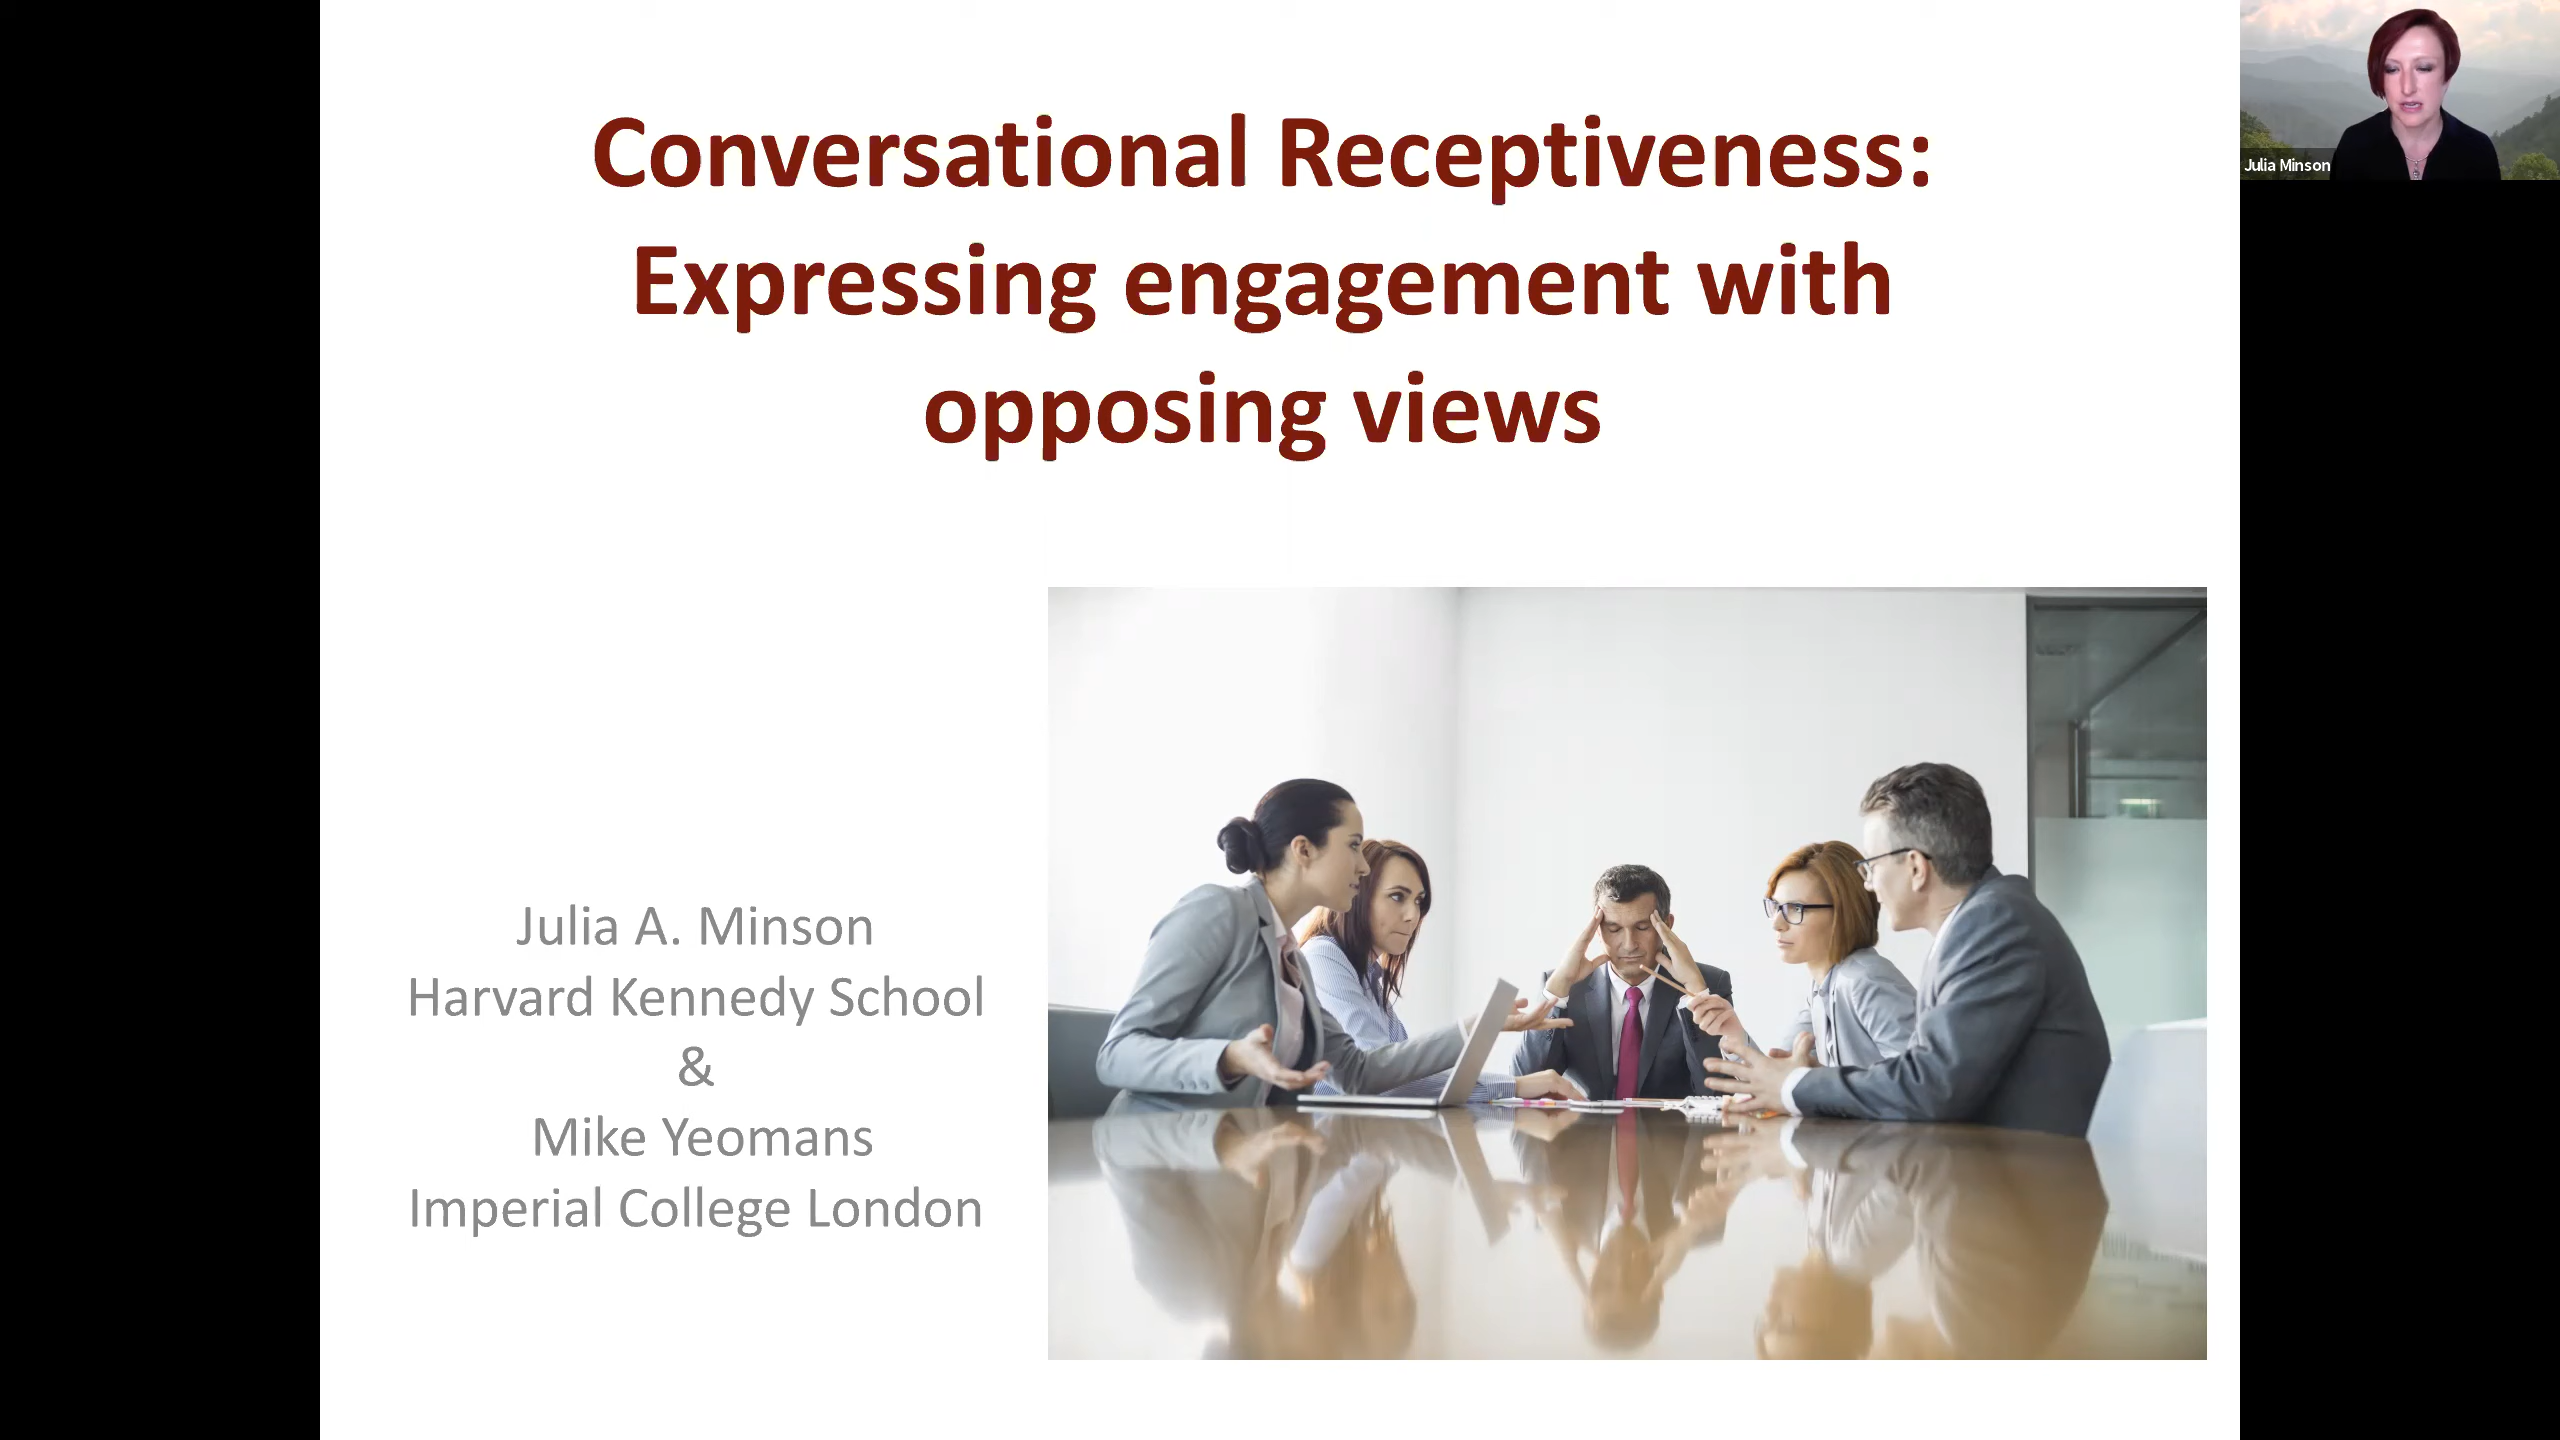 Conversational Receptiveness:
Expressing engagement with
opposing views
Julia A. Minson
Harvard Kennedy School
&
Mike Yeomans
Imperial College London
Julia Minson